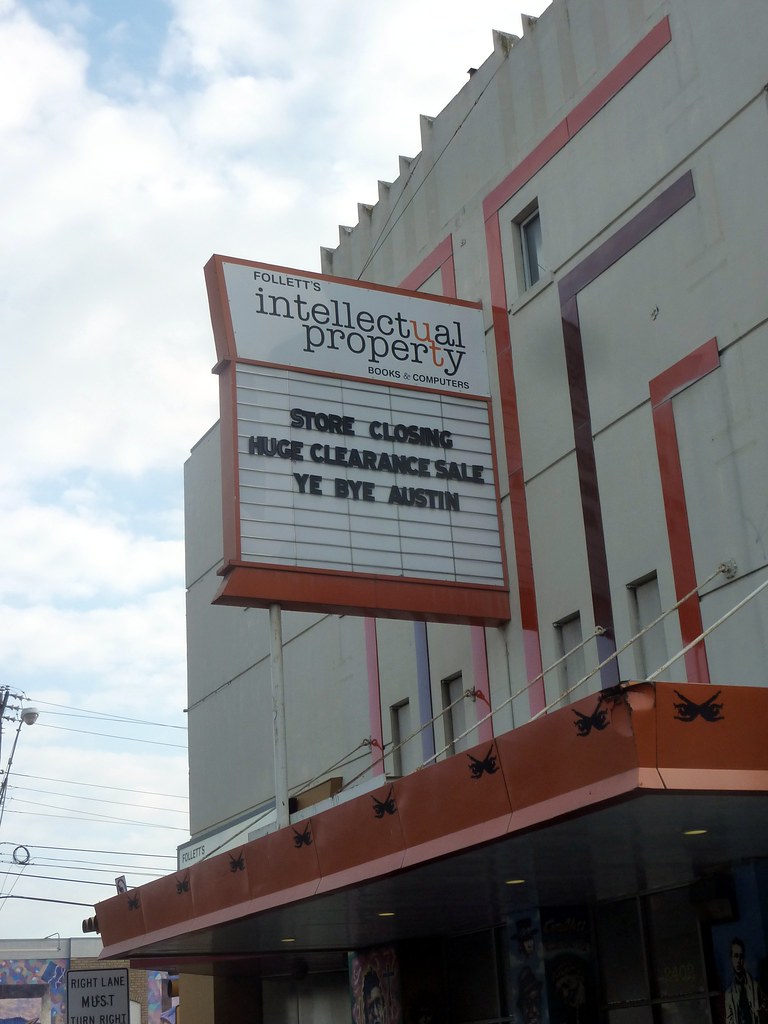 FOLLETT'S
intellectual
property
BOOKS & COMPUTERS
STORE CLOSING
HUGE CLEARANCE SALE
YE BYE AUSTIN
FOLLETT'S
RIGHT LANE
MUST
TURN RIGHT